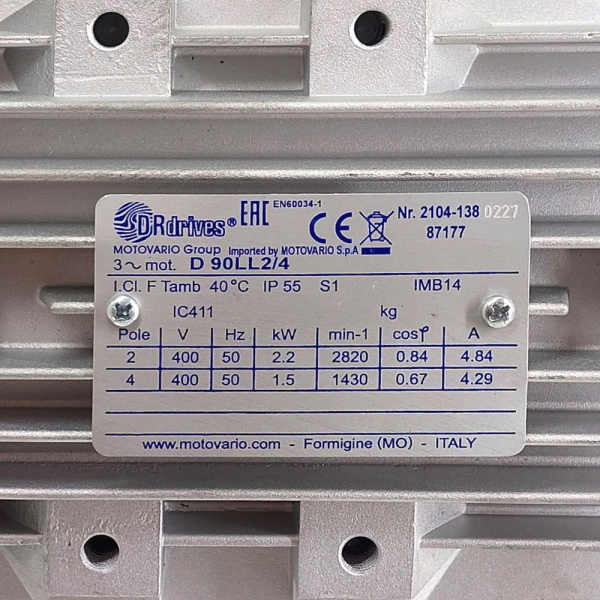 DRdrives® EAC EN60034-1 CE Nr. 2104-138 0227
MOTOVARIO Group Imported by MOTOVARIO S.p.A 87177
3~ mot. D 90LL2/4
I.Cl. F Tamb 40 °C IP 55 S1 IMB14
IC411 kg
Pole V Hz kW min-1 cosφ A
2 400 50 2.2 2820 0.84 4.84
4 400 50 1.5 1430 0.67 4.29
www.motovario.com - Formigine (MO) - ITALY